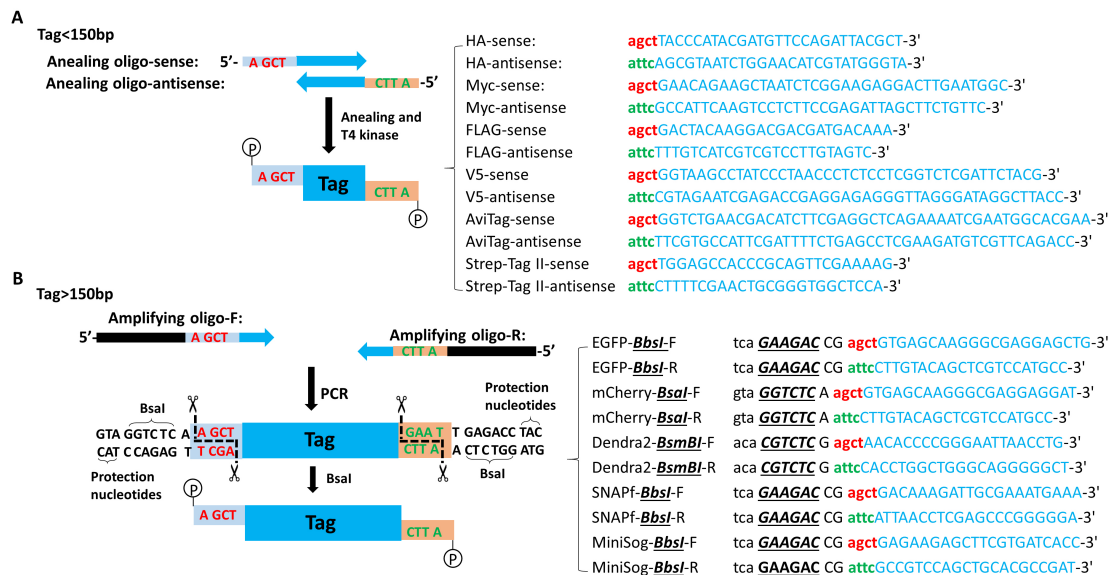 A
Tag<150bp
Anealing oligo-sense: 5'- A GCT
Anealing oligo-antisense: CTT A -5'
Anealing and
T4 kinase
P
A GCT Tag CTT A
P
HA-sense: agctTACCCATACGATGTTCCAGATTACGCT-3'
HA-antisense: attcAGCGTAATCTGGAACATCGTATGGGTA-3'
Myc-sense: agctGAACAGAAGCTAATCTCGGAAGAGGACTTGAATGGC-3'
Myc-antisense attcGCCATTCAAGTCCTCTTCCGAGATTAGCTTCTGTTC-3'
FLAG-sense agctGACTACAAGGACGACGATGACAAA-3'
FLAG-antisense attcTTTGTCATCGTCGTCCTTGTAGTC-3'
V5-sense agctGGTAAGCCTATCCCTAACCCTCTCCTCGGTCTCGATTCTACG-3'
V5-antisense attcCGTAGAATCGAGACCGAGGAGAGGGTTAGGGATAGGCTTACC-3'
AviTag-sense agctGGTCTGAACGACATCTTCGAGGCTCAGAAAATCGAATGGCACGAA-3'
AviTag-antisense attcTTCGTGCCATTCGATTTTCTGAGCCTCGAAGATGTCGTTCAGACC-3'
Strep-Tag II-sense agctTGGAGCCACCCGCAGTTCGAAAAG-3'
Strep-Tag II-antisense attcCTTTTCGAACTGCGGGTGGCTCCA-3'
B
Tag>150bp
Amplifying oligo-F:
5'- A GCT
Amplifying oligo-R:
CTT A -5'
PCR
Protection
nucleotides
BsaI
GTA GGTCTC A A GCT Tag GAA T T GAGACC TAC
CAT CCAGAG T T CGA CTT A A CTCTGG ATG
Protection
nucleotides
BsaI
BsaI
P
A GCT Tag CTT A
P
EGFP-BbsI-F tca GAAGAC CG agctGTGAGCAAGGGCGAGGAGCTG-3'
EGFP-BbsI-R tca GAAGAC CG attcCTTGTACAGCTCGTCCATGCC-3'
mCherry-BsaI-F gta GGTCTC A agctGTGAGCAAGGGCGAGGAGGAT-3'
mCherry-BsaI-R gta GGTCTC A attcCTTGTACAGCTCGTCCATGCC-3'
Dendra2-BsmBI-F aca CGTCTC G agctAACACCCCGGGAATTAACCTG-3'
Dendra2-BsmBI-R aca CGTCTC G attcCACCTGGCTGGGCAGGGGGCT-3'
SNAPf-BbsI-F tca GAAGAC CG agctGACAAAGATTGCGAAATGAAA-3'
SNAPf-BbsI-R tca GAAGAC CG attcATTAACCTCGAGCCCGGGGGA-3'
MiniSog-BbsI-F tca GAAGAC CG agctGAGAAGAGCTTCGTGATCACC-3'
MiniSog-BbsI-R tca GAAGAC CG attcGCCGTCCAGCTGCACGCCGAT-3'